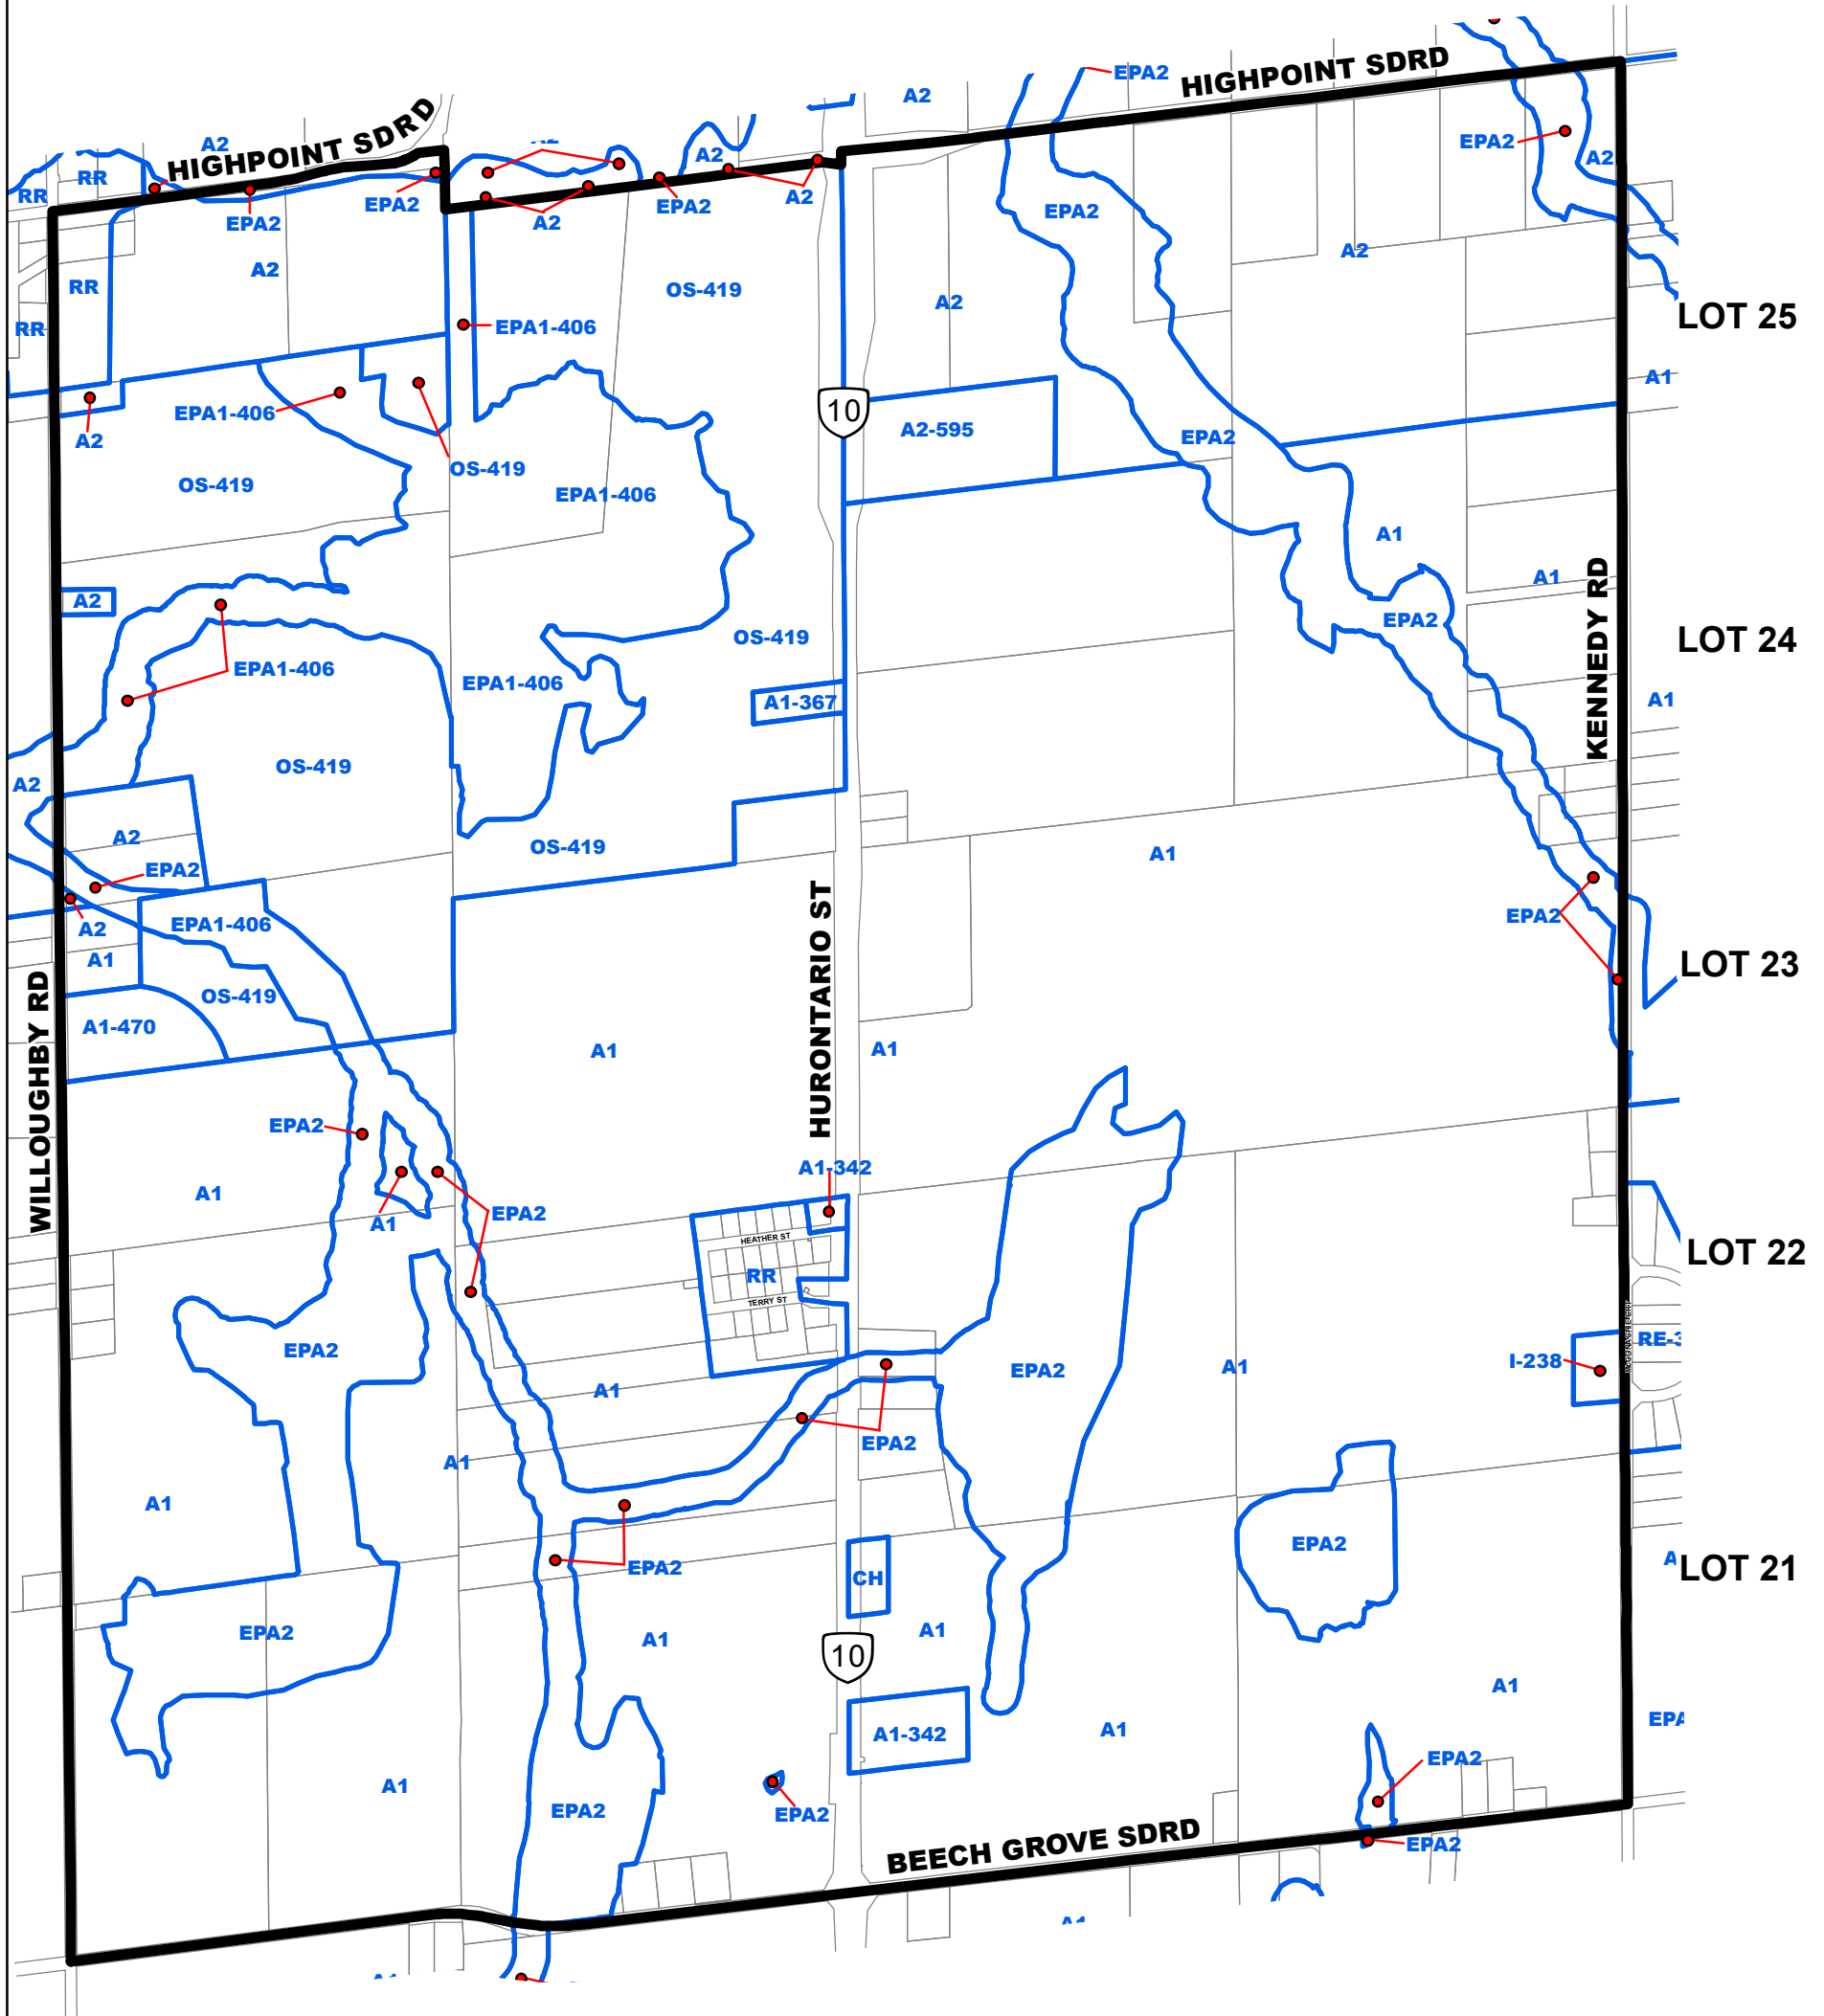 EPA2
HIGHPOINT SDRD
A2
HIGHPOINT SDRD
A2
EPA2
A2
A2
RR
RR
EPA2
EPA2
A2
EPA2
A2
EPA2
RR
A2
OS-419
A2
A2
LOT 25
RR
EPA1-406
A1
EPA1-406
A2
OS-419
10
A2-595
EPA2
OS-419
EPA1-406
A1
A2
A1
KENNEDY RD
EPA2
OS-419
LOT 24
EPA1-406
EPA1-406
A1-367
A1
OS-419
A2
A2
OS-419
A1
EPA2
EPA1-406
A2
EPA2
A1
LOT 23
OS-419
A1-470
WILLOUGHBY RD
HURONTARIO ST
A1
A1
EPA2
A1-342
A1
A1
EPA2
HEATHER ST
LOT 22
RR
TERRY ST
EPA2
RE-3
I-238
A1
EPA2
A1
EPA2
A1
A1
EPA2
A
LOT 21
EPA2
CH
EPA2
A1
A1
10
A1
A1-342
A1
EPA
EPA2
A1
EPA2
EPA2
BEECH GROVE SDRD
EPA2
A1
A1